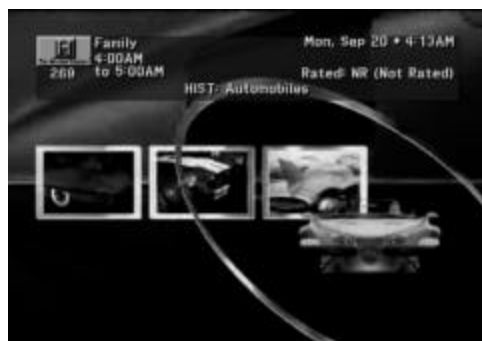 Family
4:00AM
to 5:00AM
269
Mon, Sep 20 • 4:13AM
Rated: NR (Not Rated)
HIST: Automobiles